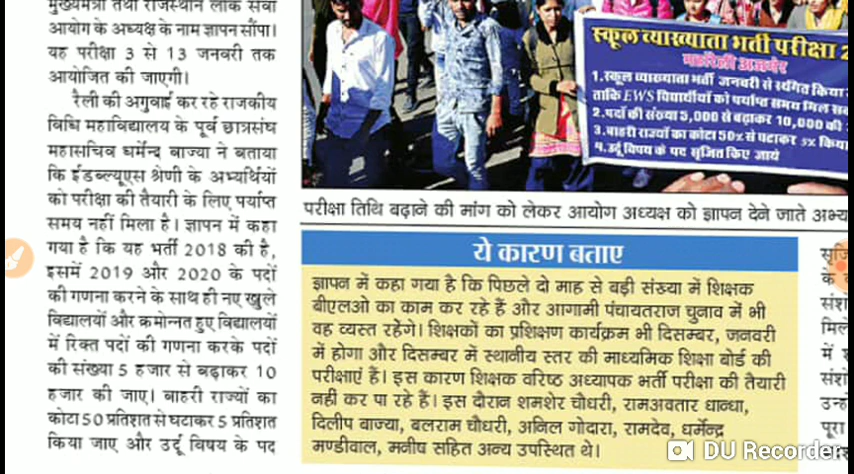 मुख्यमंत्री तथा राजस्थान लोक सेवा
आयोग के अध्यक्ष के नाम ज्ञापन सौंपा।
यह परीक्षा 3 से 13 जनवरी तक
आयोजित की जाएगी।
रैली की अगुवाई कर रहे राजकीय
विधि महाविद्यालय के पूर्व छात्रसंघ
महासचिव धर्मेन्द्र बाज्या ने बताया
कि ईडब्ल्यूएस श्रेणी के अभ्यर्थियों
को परीक्षा की तैयारी के लिए पर्याप्त
समय नहीं मिला है। ज्ञापन में कहा
गया है कि यह भर्ती 2018 की है,
इसमें 2019 और 2020 के पदों
की गणना करने के साथ ही नए खुले
विद्यालयों और क्रमोन्नत हुए विद्यालयों
में रिक्त पदों की गणना करके पदों
की संख्या 5 हजार से बढ़ाकर 10
हजार की जाए। बाहरी राज्यों का
कोटा 50 प्रतिशत से घटाकर 5 प्रतिशत
किया जाए और उर्दू विषय के पद
स्कूल व्याख्याता भर्ती परीक्षा 2
महारैली अजमेर
1. स्कूल व्याख्याता भर्ती जनवरी से स्थगित किया
ताकि EWS विद्यार्थीयों को पर्याप्त समय मिल सव
2. पदों की संख्या 5,000 से बढाकर 10,000 की
3. बाहरी राज्यों का कोटा 50% से घटाकर 5% किया
4. उर्दू विषय के पद सृजित किए जाये
परीक्षा तिथि बढ़ाने की मांग को लेकर आयोग अध्यक्ष को ज्ञापन देने जाते अभ्य
ये कारण बताए
ज्ञापन में कहा गया है कि पिछले दो माह से बड़ी संख्या में शिक्षक
बीएलओ का काम कर रहे हैं और आगामी पंचायतराज चुनाव में भी
वह व्यस्त रहेंगे। शिक्षकों का प्रशिक्षण कार्यक्रम भी दिसम्बर, जनवरी
में होगा और दिसम्बर में स्थानीय स्तर की माध्यमिक शिक्षा बोर्ड की
परीक्षाएं हैं। इस कारण शिक्षक वरिष्ठ अध्यापक भर्ती परीक्षा की तैयारी
नहीं कर पा रहे हैं। इस दौरान शमशेर चौधरी, रामअवतार धान्धा,
दिलीप बाज्या, बलराम चौधरी, अनिल गोदारा, रामदेव, धर्मेन्द्र
मण्डीवाल, मनीष सहित अन्य उपस्थित थे।
सृजि
के
संशो
मिले
में
संशो
उन्हे
पूरा
DU Recorder